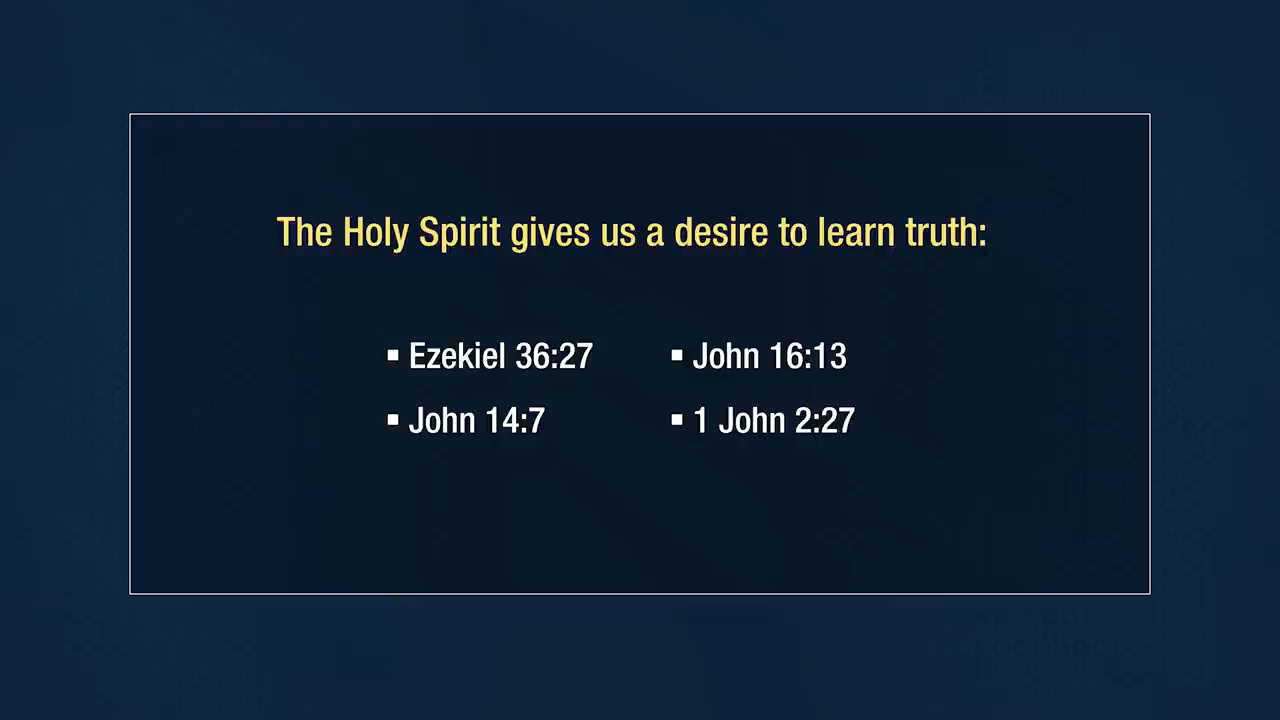 The Holy Spirit gives us a desire to learn truth:
▪ Ezekiel 36:27
▪ John 14:7
▪ John 16:13
▪ 1 John 2:27